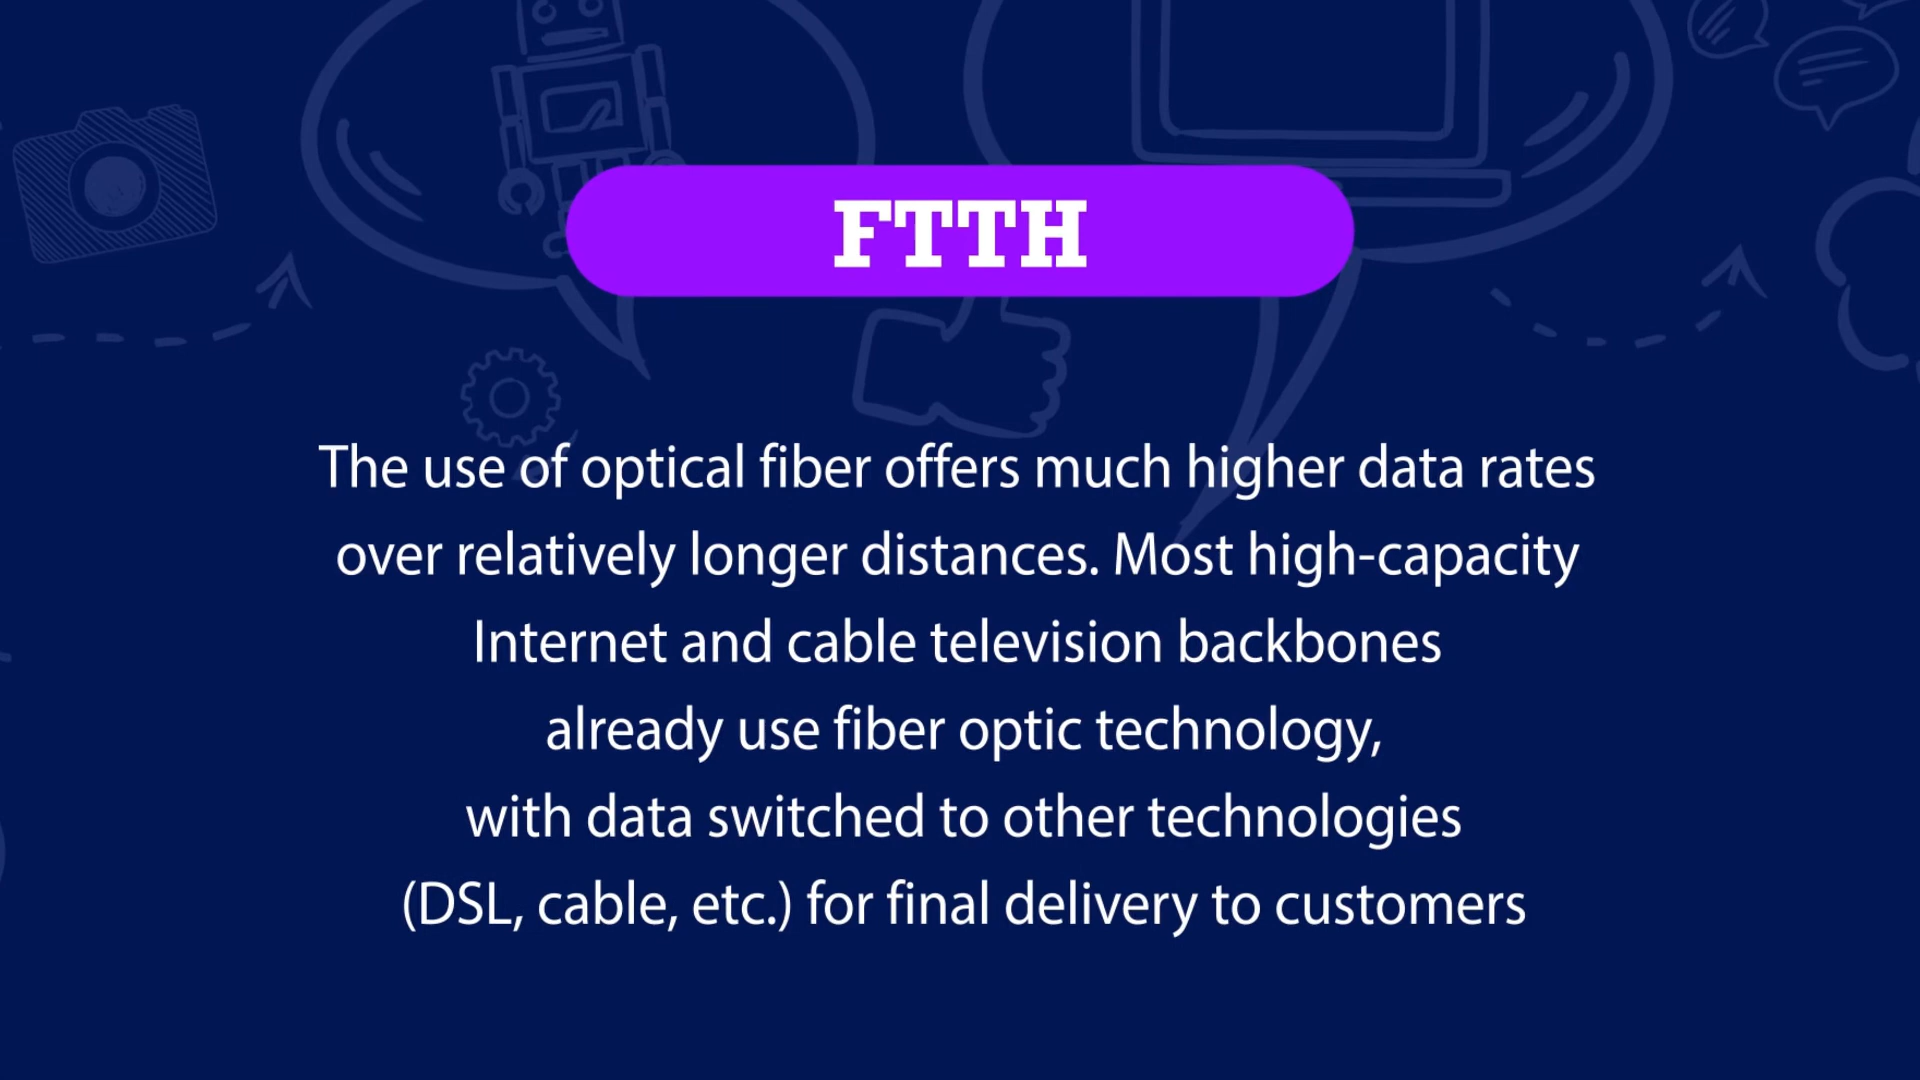 FTTH
The use of optical fiber offers much higher data rates
over relatively longer distances. Most high-capacity
Internet and cable television backbones
already use fiber optic technology,
with data switched to other technologies
(DSL, cable, etc.) for final delivery to customers